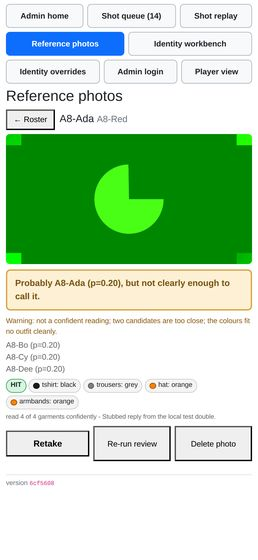 Admin home
Shot queue (14)
Shot replay
Reference photos
Identity workbench
Identity overrides
Admin login
Player view
Reference photos
← Roster A8-Ada A8-Red
Probably A8-Ada (p=0.20), but not clearly enough to
call it.
Warning: not a confident reading; two candidates are too close; the colours fit
no outfit cleanly.
A8-Bo (p=0.20)
A8-Cy (p=0.20)
A8-Dee (p=0.20)
HIT tshirt: black trousers: grey hat: orange
armbands: orange
read 4 of 4 garments confidently - Stubbed reply from the local test double.
Retake
Re-run review
Delete photo
version 6cf5608